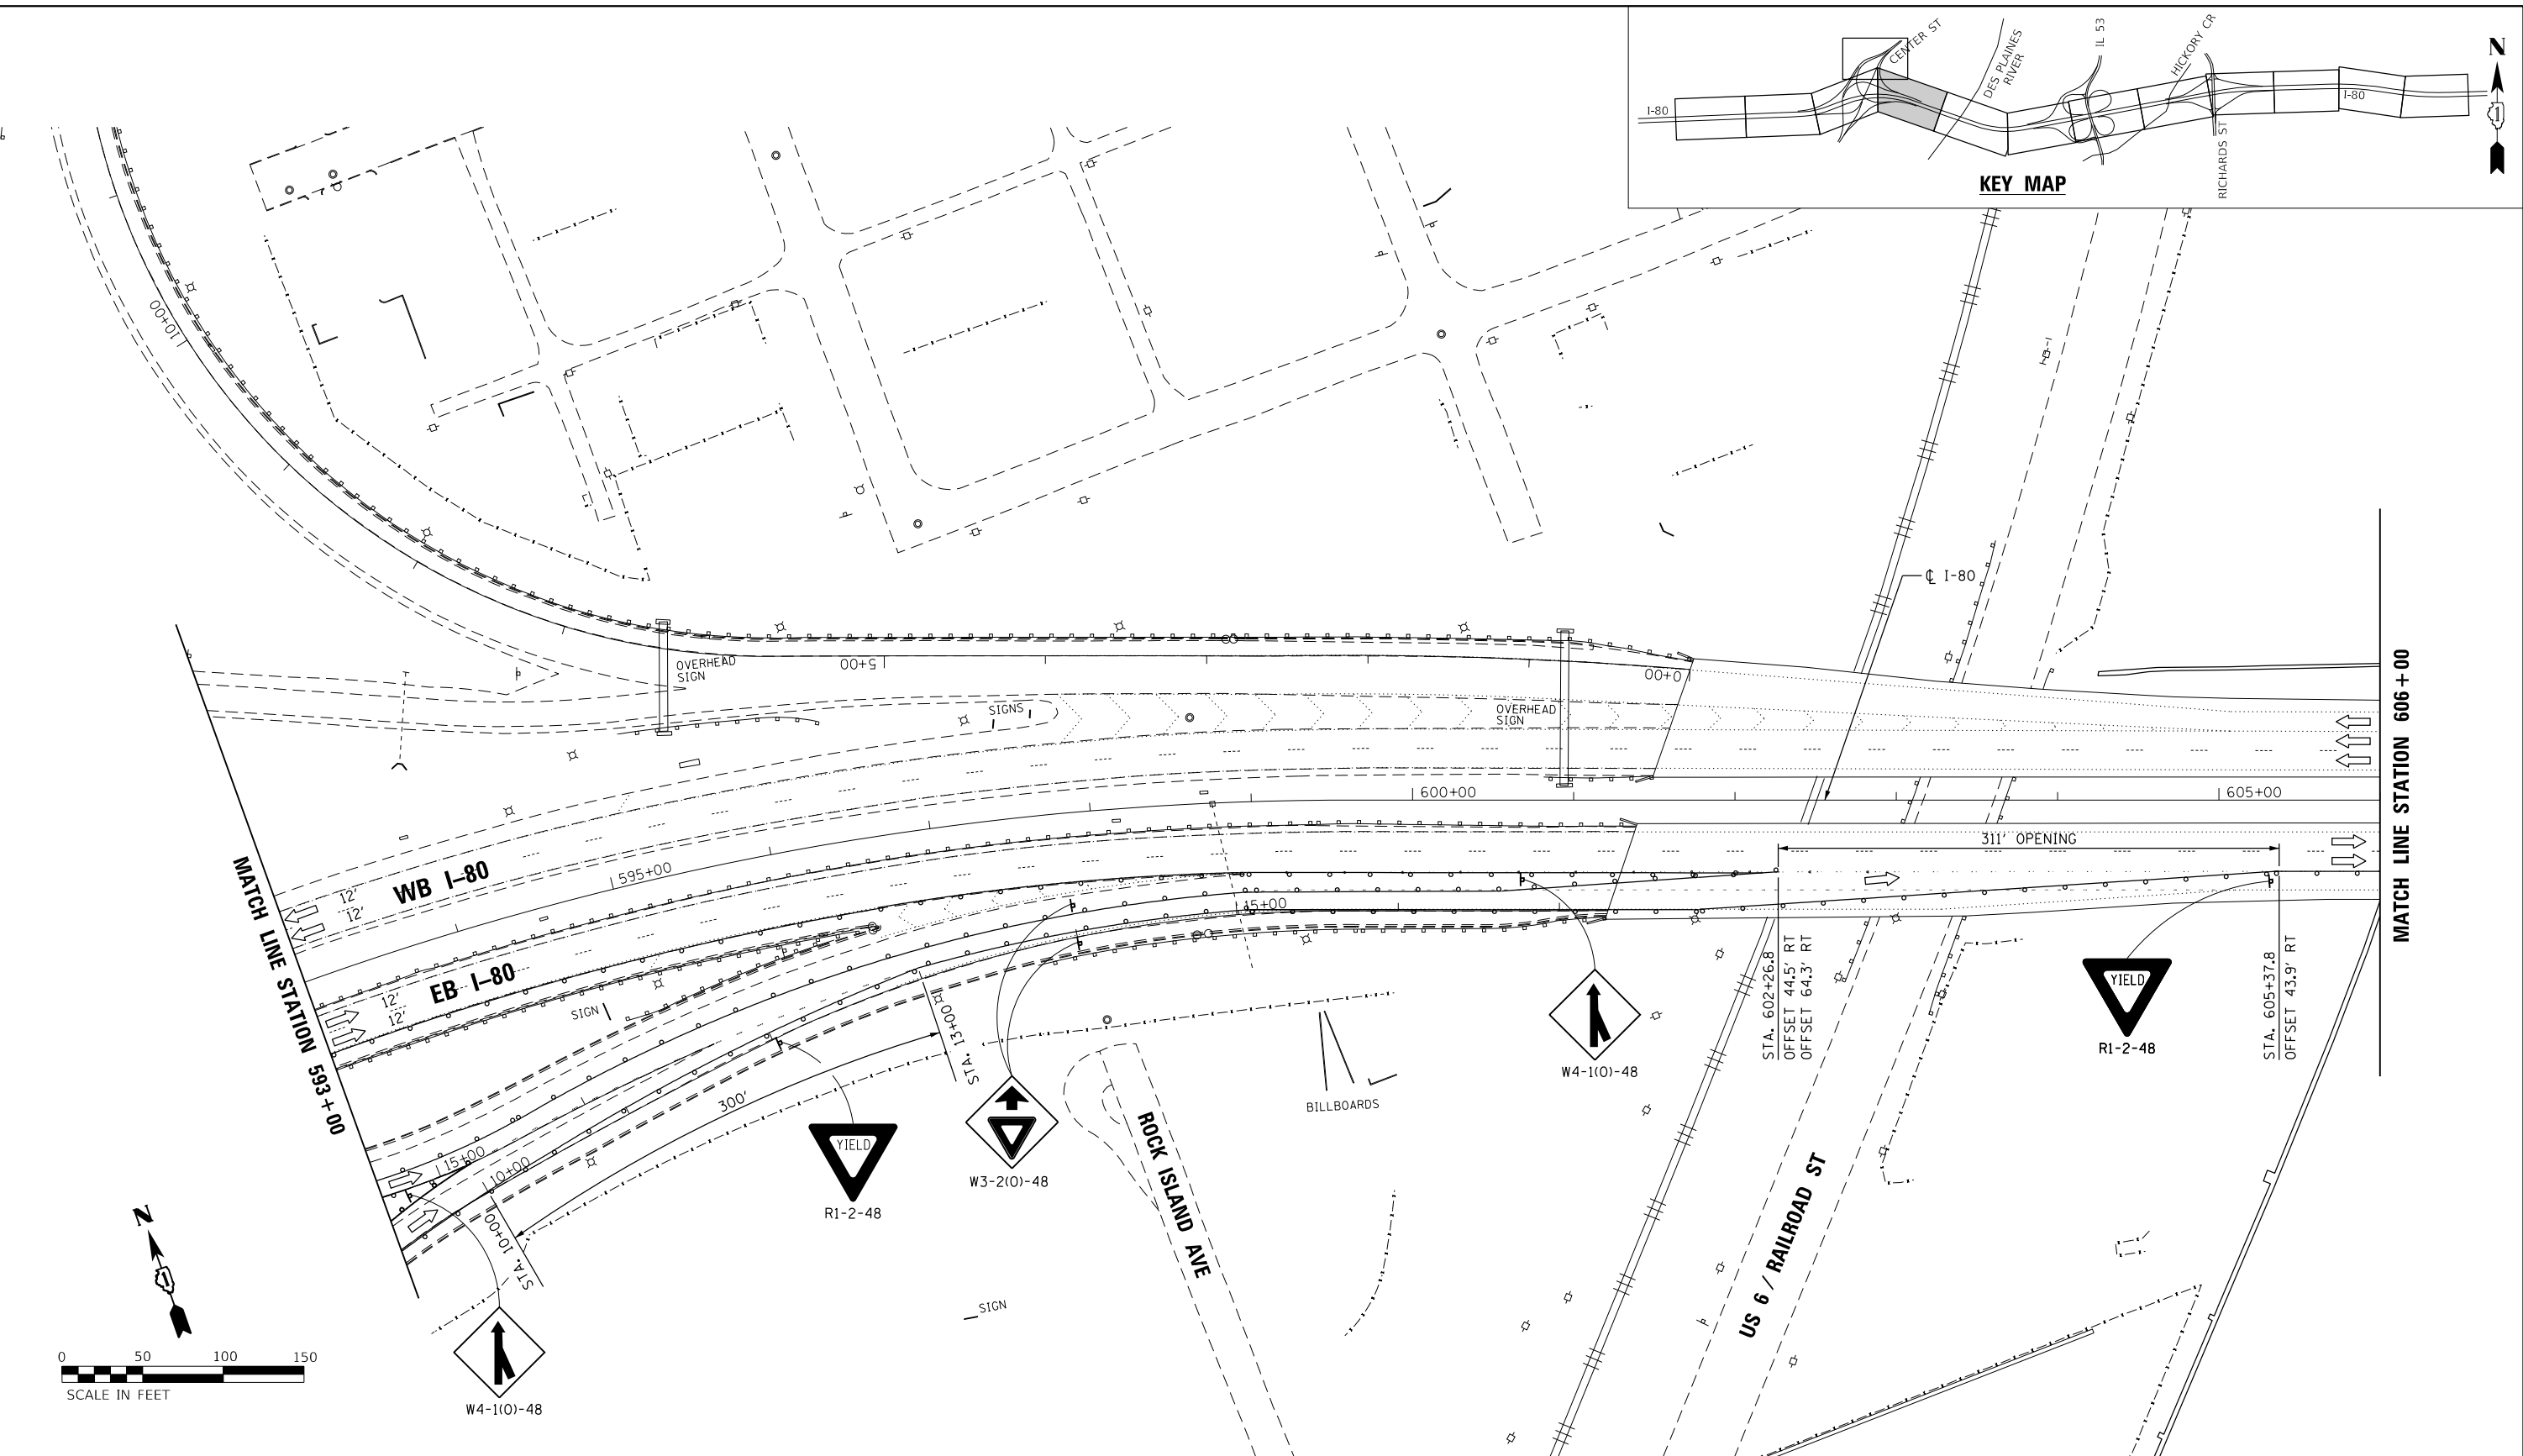 CENTER ST
DES PLAINES
RIVER
IL 53
HICKORY CR
N
I-80
I-80
1
RICHARDS ST
KEY MAP
10+00
℄ I-80
OVERHEAD
SIGN
5+00
0+00
SIGNS
OVERHEAD
SIGN
MATCH LINE STATION 606+00
600+00
605+00
311' OPENING
12'
12'
WB I-80
595+00
MATCH LINE STATION 593+00
12'
12'
EB I-80
SIGN
15+00
STA. 13+00
300'
15+00
10+00
STA. 10+00
YIELD
R1-2-48
W3-2(O)-48
ROCK ISLAND AVE
BILLBOARDS
W4-1(O)-48
STA. 602+26.8
OFFSET 44.5' RT
OFFSET 64.3' RT
YIELD
R1-2-48
STA. 605+37.8
OFFSET 43.9' RT
US 6 / RAILROAD ST
SIGN
N
1
0 50 100 150
SCALE IN FEET
W4-1(O)-48